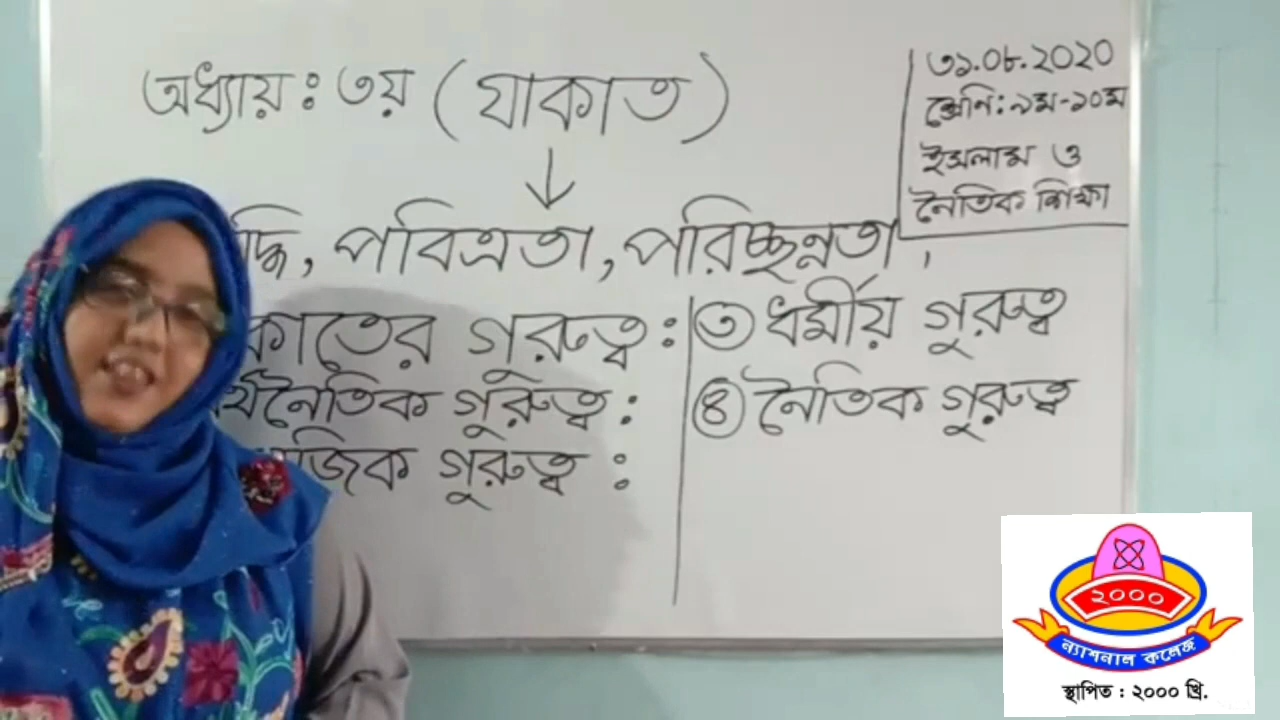 অধ্যায়ঃ ৩য় ( যাকাত )
৩১.০৮.২০২০
শ্রেণি: ৯ম-১০ম
ইসলাম ও
নৈতিক শিক্ষা
পবিত্রতা, পরিচ্ছন্নতা,
গুরুত্ব :
নৈতিক গুরুত্ব :
গুরুত্ব :
৩ ধর্মীয় গুরুত্ব
৪ নৈতিক গুরুত্ব
২০০০
ন্যাশনাল কলেজ
স্থাপিত : ২০০০ খ্রি.